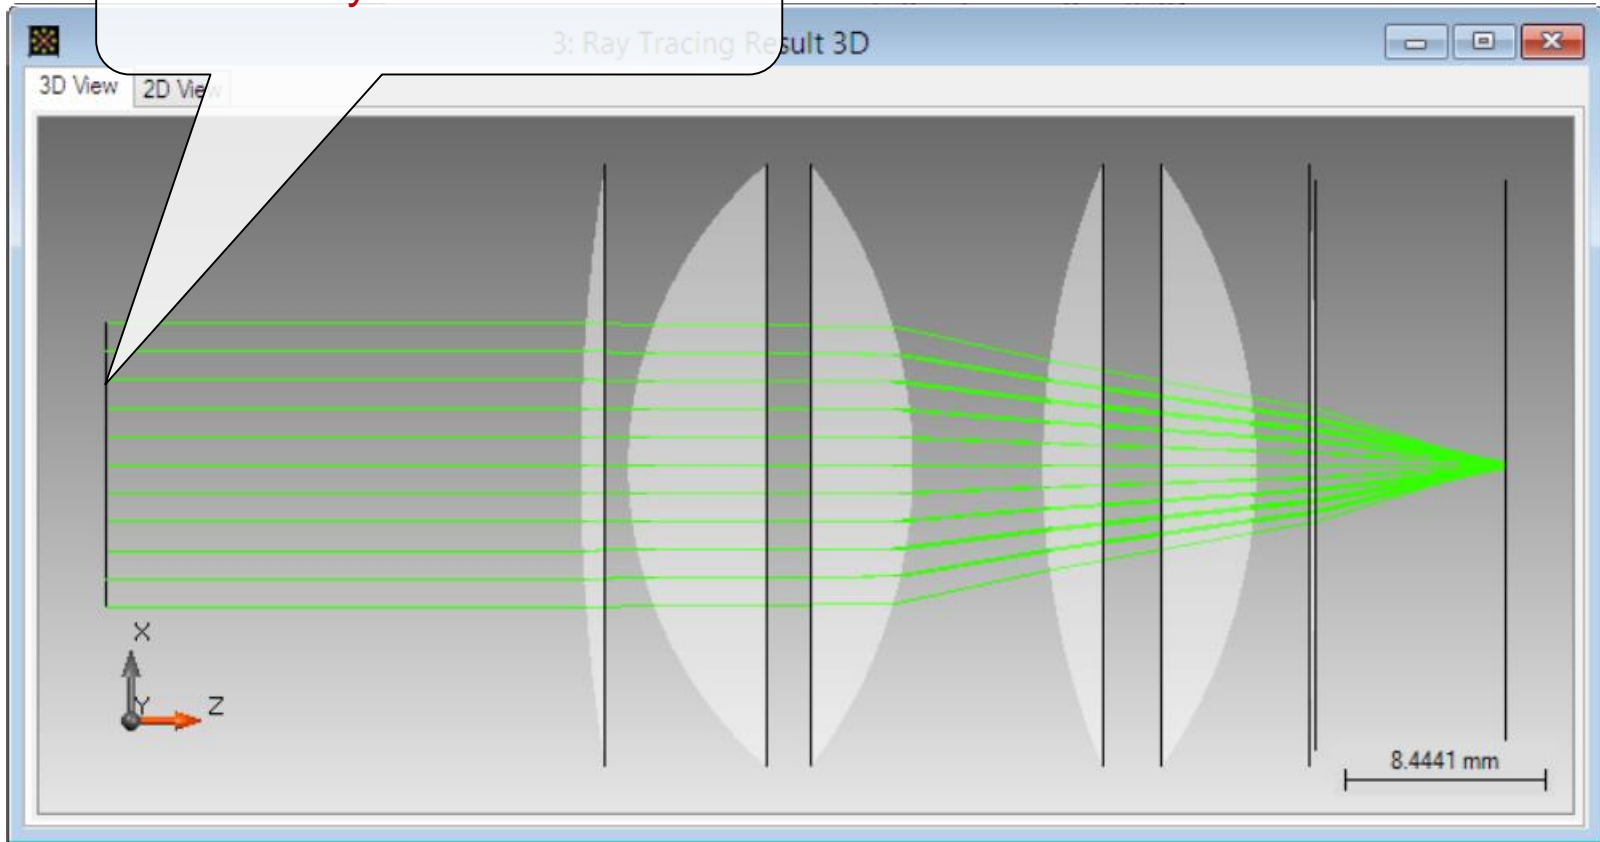 3: Ray Tracing Result 3D
3D View
2D View
X
Y
Z
8.4441 mm